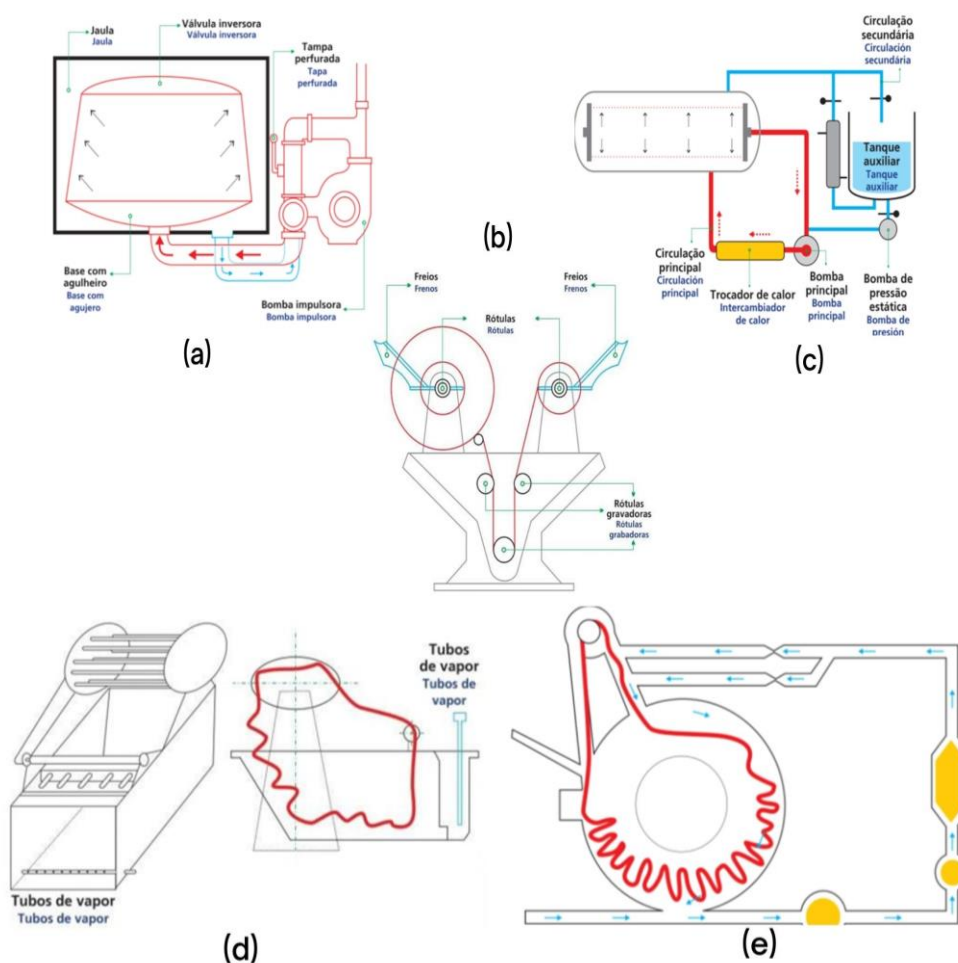 Jaula
Jaula
Válvula inversora
Válvula inversora
Tampa
perfurada
Tapa
perfurada
Base com
agulheiro
Base com
agujero
Bomba impulsora
Bomba impulsora
(a)
(b)
Freios
Frenos
Rótulas
Rótulas
Freios
Frenos
Rótulas
gravadoras
Rótulas
grabadoras
Circulação
secundária
Circulación
secundária
Tanque
auxiliar
Tanque
auxiliar
Circulação
principal
Circulación
principal
Trocador de calor
Intercambiador
de calor
Bomba
principal
Bomba
principal
Bomba de
pressão
estática
Bomba de
presión
(c)
Tubos de vapor
Tubos de vapor
Tubos
de vapor
Tubos de
vapor
(d)
(e)